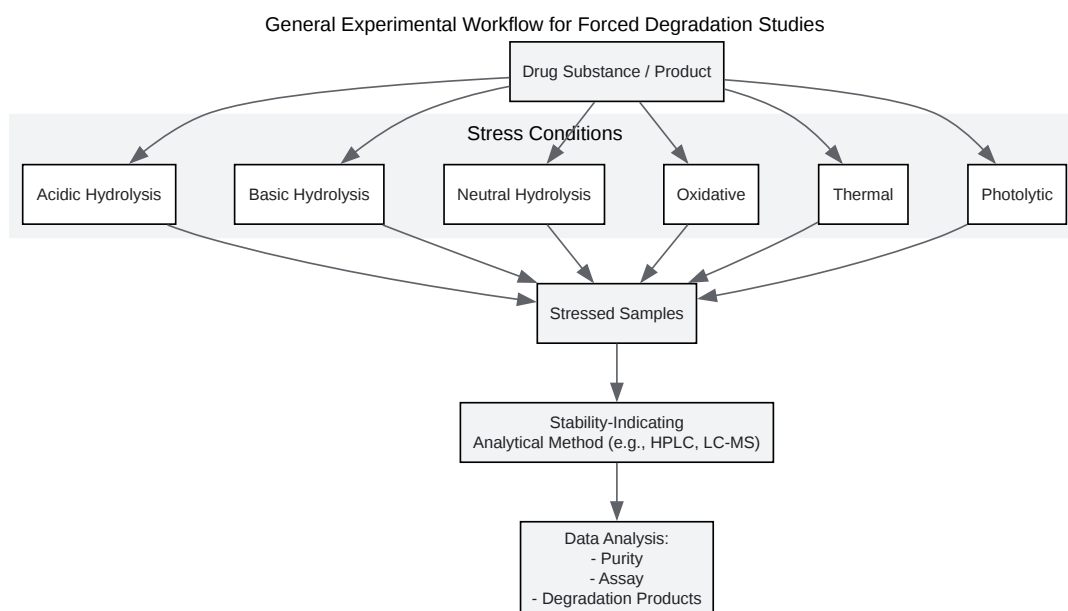 General Experimental Workflow for Forced Degradation Studies
Drug Substance / Product
Stress Conditions
Acidic Hydrolysis
Basic Hydrolysis
Neutral Hydrolysis
Oxidative
Thermal
Photolytic
Stressed Samples
Stability-Indicating
Analytical Method (e.g., HPLC, LC-MS)
Data Analysis:
- Purity
- Assay
- Degradation Products